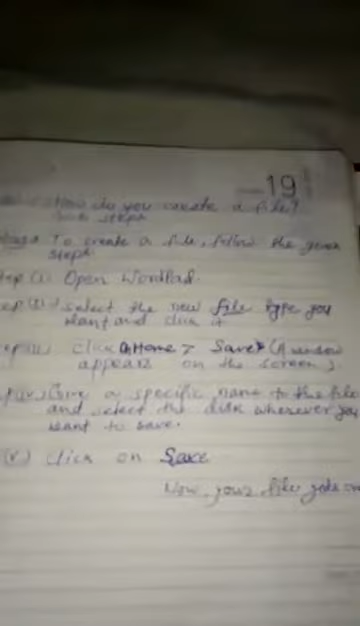 19
How do you create a file?
steps
To create a file, follow the given
steps
Step (i) Open WordPad.
select the new file type you
want and click it
click Home > Save (A window
appears on the screen).
Give a specific name to the file
and select the disk wherever you
want to save.
(v) Click on Save
Now, your file gets